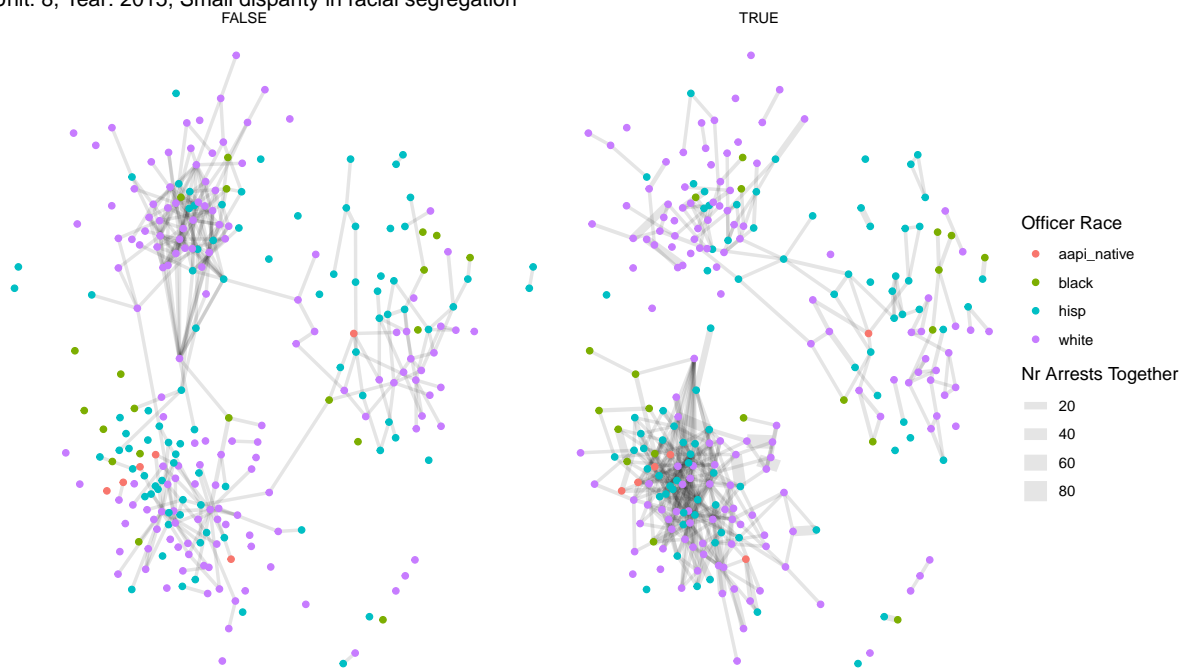 8, Year: 2015, Small disparity in racial segregation
FALSE
TRUE
Officer Race
aapi_native
black
hisp
white
Nr Arrests Together
20
40
60
80